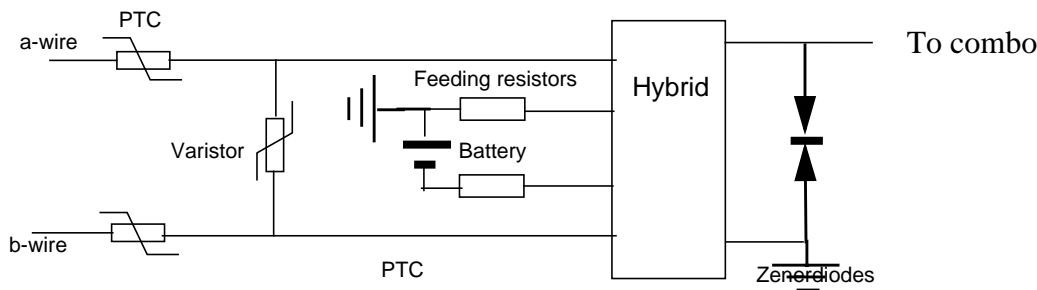 PTC
a-wire
To combo
Feeding resistors
Hybrid
Varistor
Battery
b-wire
PTC
Zenerdiodes